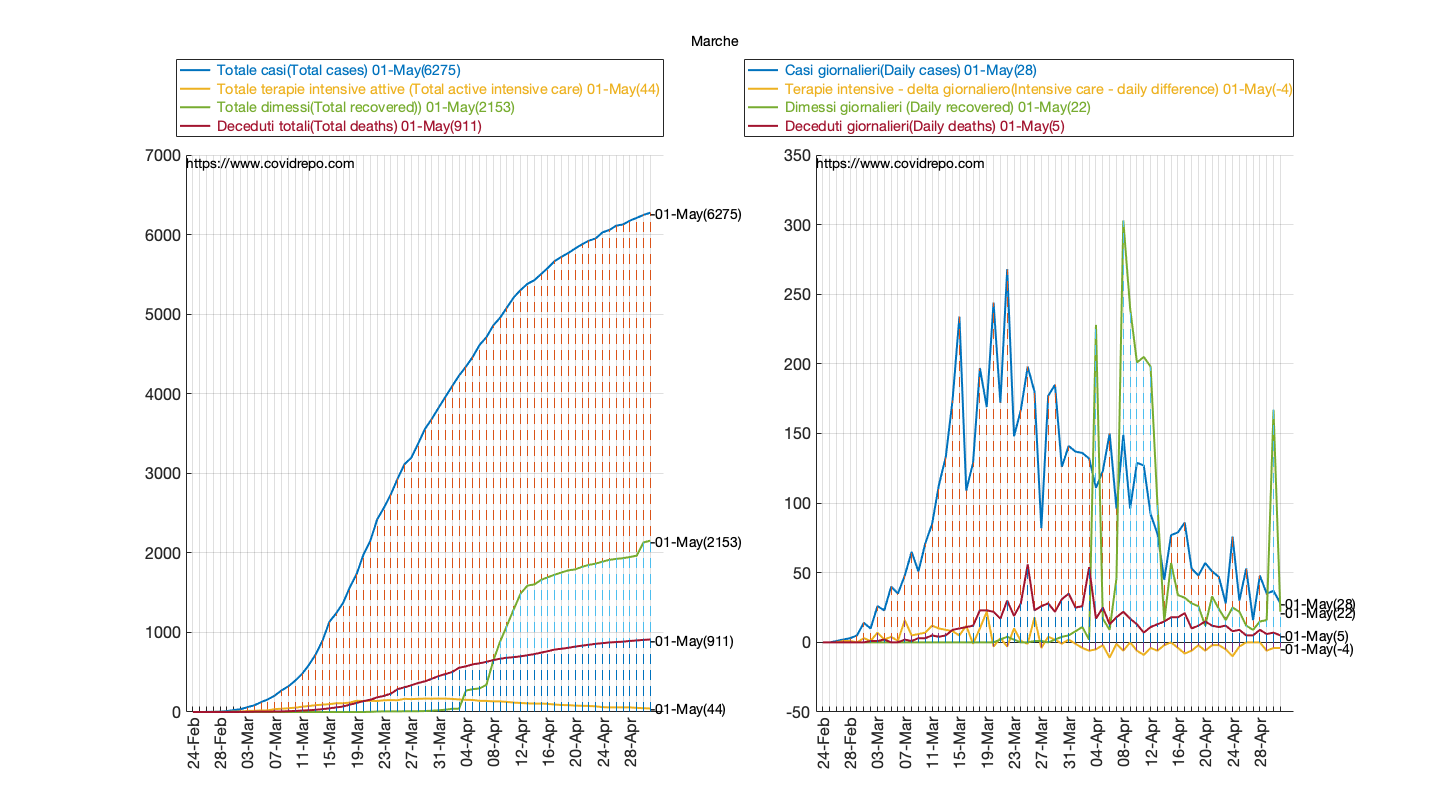 Marche
Totale casi(Total cases) 01-May(6275)
Totale terapie intensive attive (Total active intensive care) 01-May(44)
Totale dimessi(Total recovered)) 01-May(2153)
Deceduti totali(Total deaths) 01-May(911)
7000
https://www.covidrepo.com
6000
5000
4000
3000
2000
1000
0
01-May(6275)
01-May(2153)
01-May(911)
01-May(44)
24-Feb
28-Feb
03-Mar
07-Mar
11-Mar
15-Mar
19-Mar
23-Mar
27-Mar
31-Mar
04-Apr
08-Apr
12-Apr
16-Apr
20-Apr
24-Apr
28-Apr
Casi giornalieri(Daily cases) 01-May(28)
Terapie intensive - delta giornaliero(Intensive care - daily difference) 01-May(-4)
Dimessi giornalieri (Daily recovered) 01-May(22)
Deceduti giornalieri(Daily deaths) 01-May(5)
350
https://www.covidrepo.com
300
250
200
150
100
50
0
-50
01-May(28)
01-May(22)
01-May(5)
01-May(-4)
24-Feb
28-Feb
03-Mar
07-Mar
11-Mar
15-Mar
19-Mar
23-Mar
27-Mar
31-Mar
04-Apr
08-Apr
12-Apr
16-Apr
20-Apr
24-Apr
28-Apr